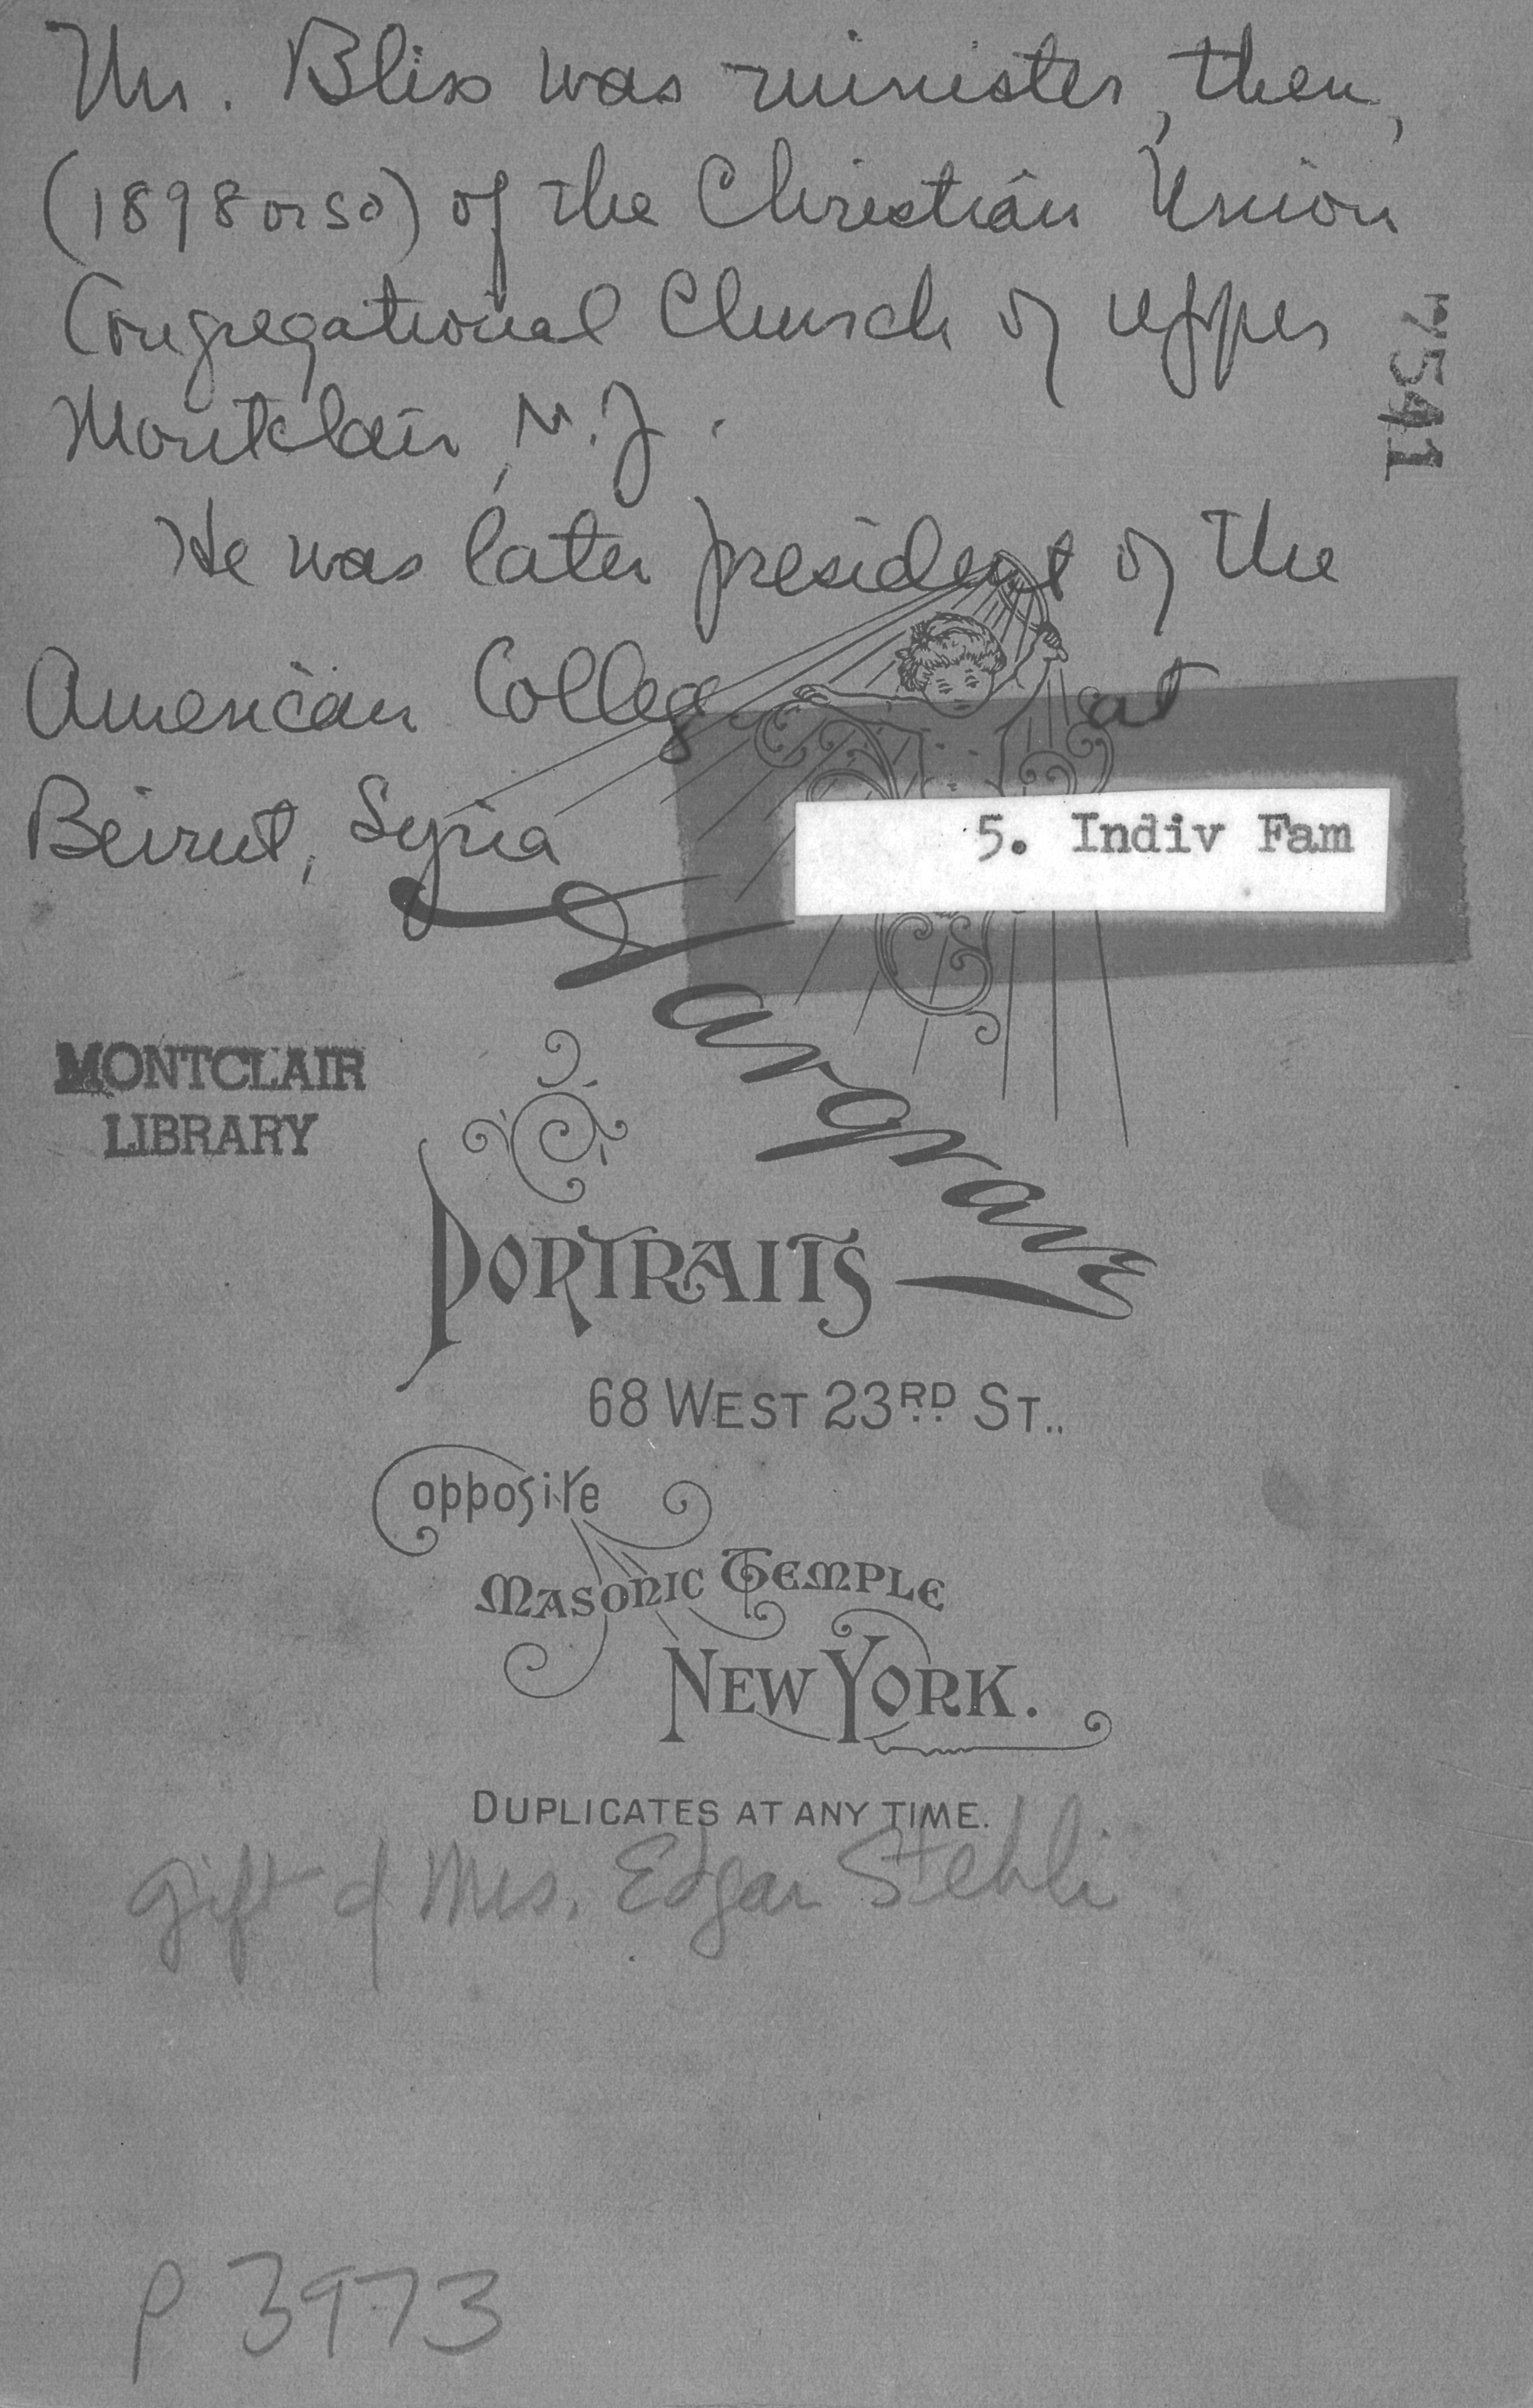 Mr. Bliss was minister, then,
(1898 or so) of the Christian Union
Congregational Church of upper
Montclair, N.J.
He was later president of the
American College at
Beirut, Syria
7541
5. Indiv Fam
MONTCLAIR
LIBRARY
Hargrave
PORTRAITS
68 WEST 23RD ST.,
opposite
MASONIC TEMPLE
NEW YORK.
DUPLICATES AT ANY TIME.
Gift of Mrs. Edgar Stehli
P 3973